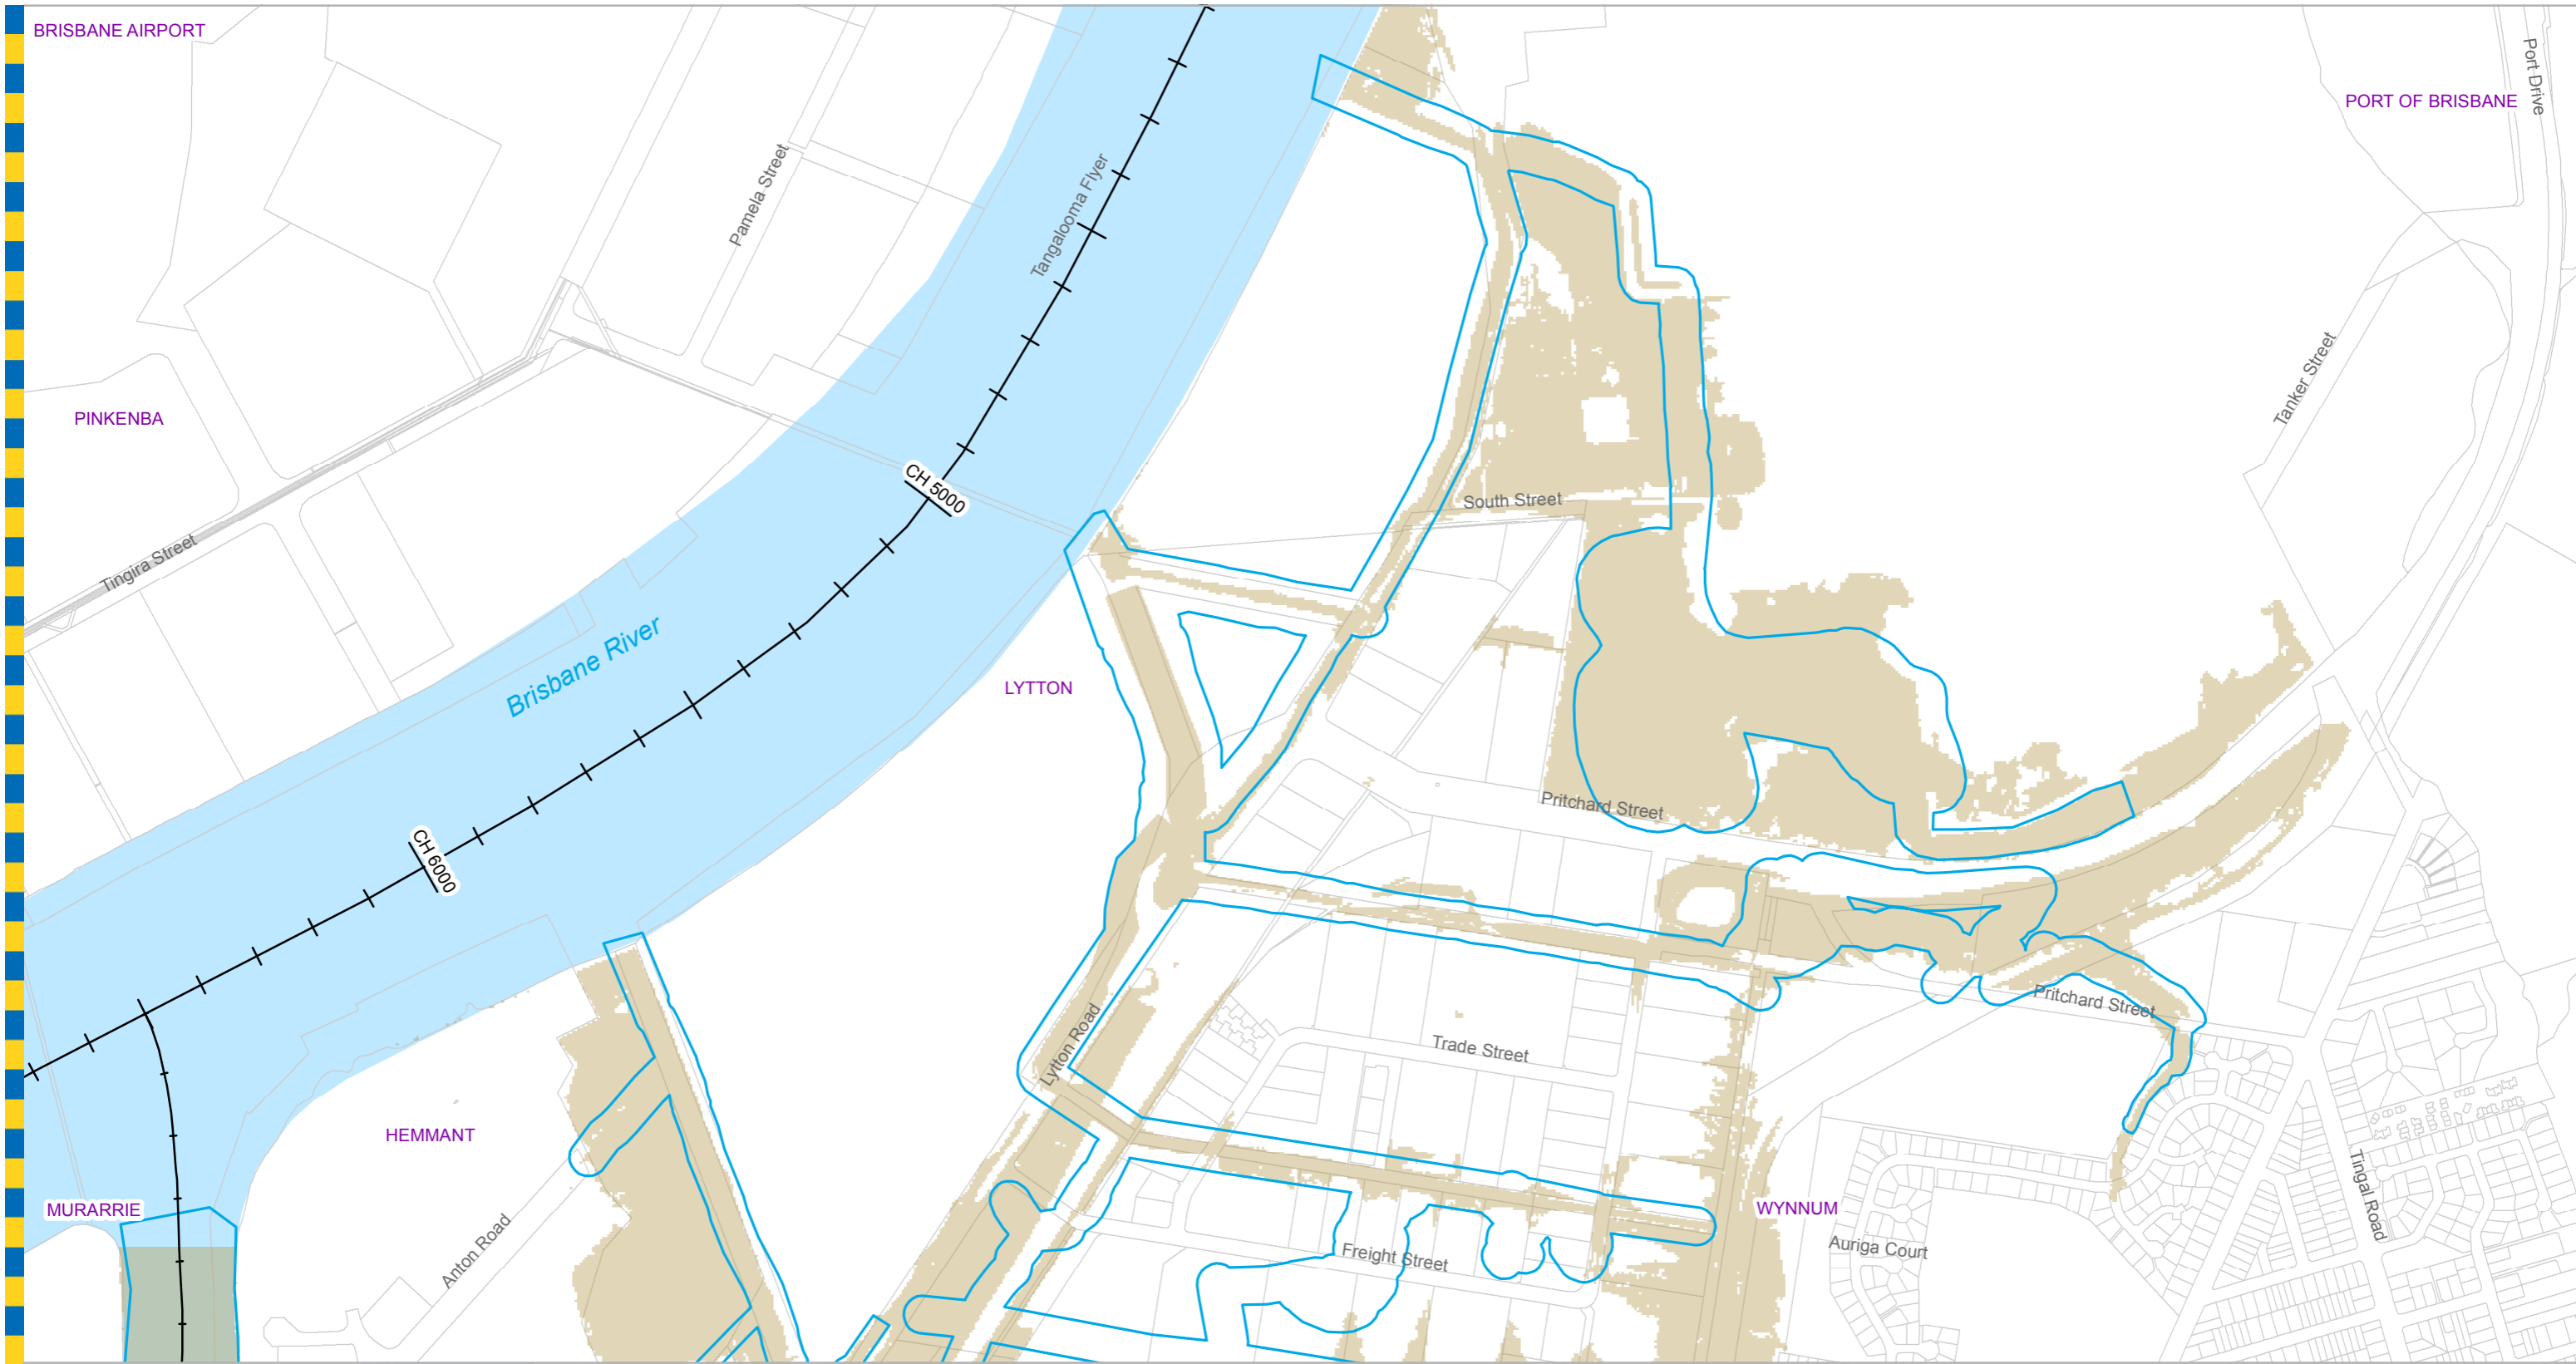 BRISBANE AIRPORT
Port Drive
PORT OF BRISBANE
Pamela Street
Tangalooma Flyer
Tanker Street
PINKENBA
CH 5000
South Street
Tingira Street
Brisbane River
LYTTON
Pritchard Street
CH 6000
Pritchard Street
Lytton Road
Trade Street
HEMMANT
MURARRIE
WYNNUM
Tingal Road
Anton Road
Freight Street
Auriga Court